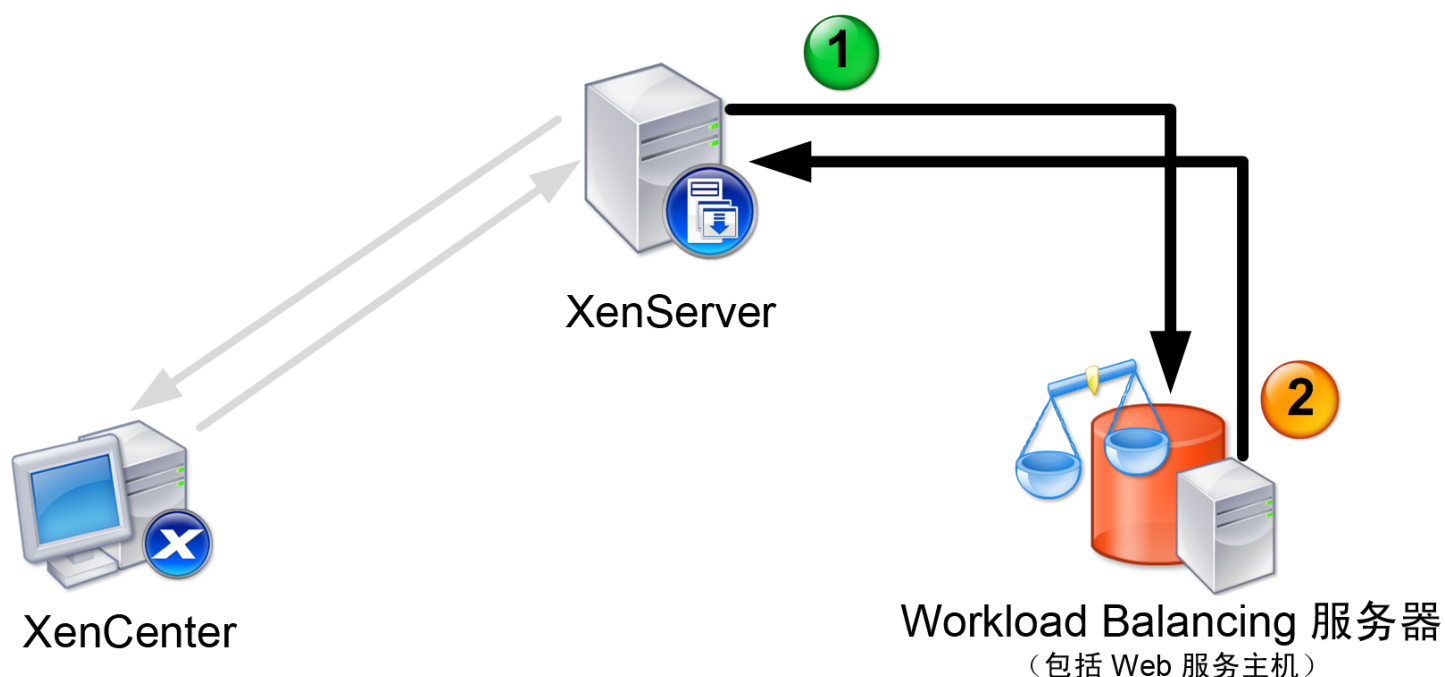 1
XenServer
2
XenCenter
Workload Balancing 服务器
（包括 Web 服务主机）